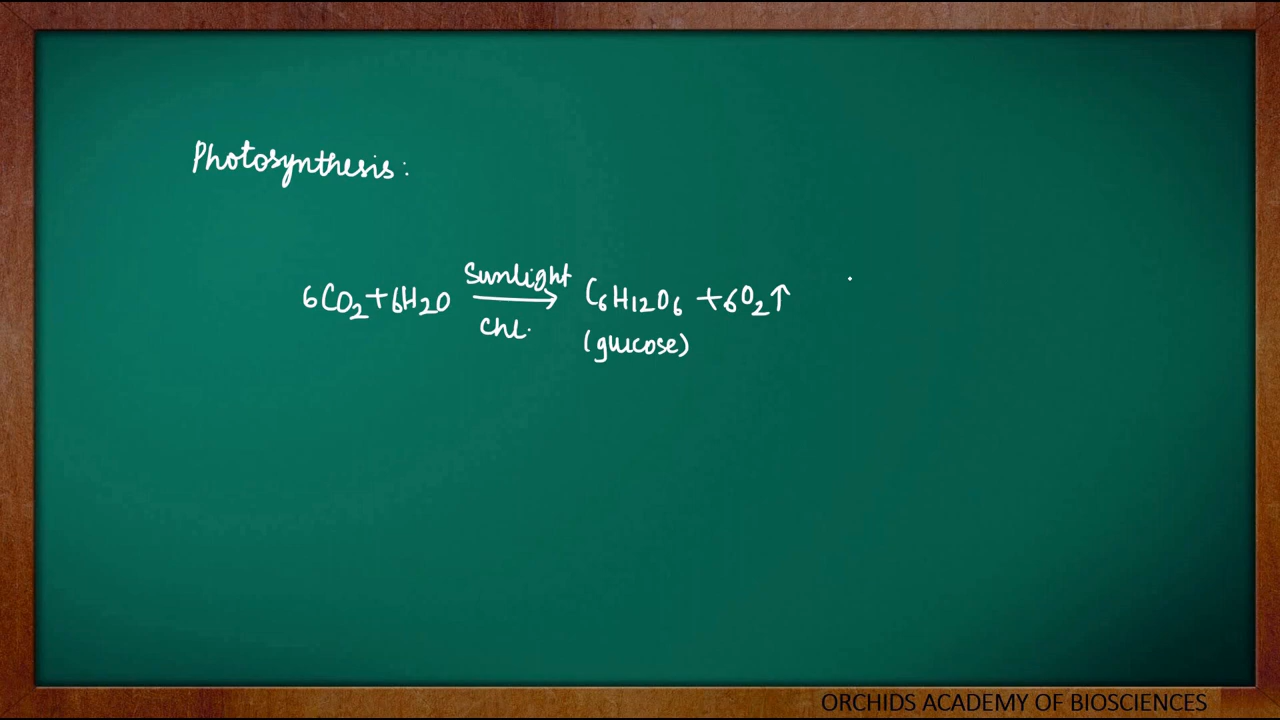 Photosynthesis:
6CO2+6H2O Sunlight Chl. → C6H12O6 +6O2↑
(glucose)
ORCHIDS ACADEMY OF BIOSCIENCES